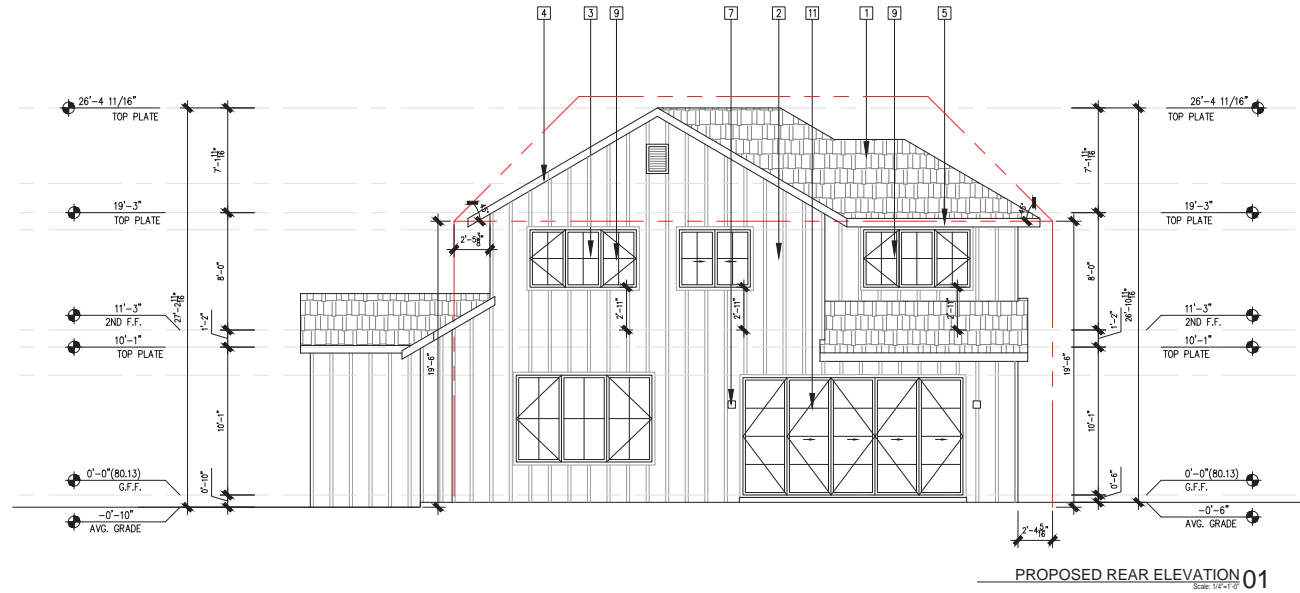 4 3 9 7 2 11 1 9 5
26'-4 11/16"
TOP PLATE
26'-4 11/16"
TOP PLATE
7'-1 11/16"
7'-1 11/16"
19'-3"
TOP PLATE
19'-3"
TOP PLATE
45°
45°
2'-5 3/8"
8'-0"
8'-0"
11'-3"
2ND F.F.
27'-2 11/16"
1'-2"
2'-11"
2'-11"
2'-11"
1'-2"
26'-10 11/16"
11'-3"
2ND F.F.
10'-1"
TOP PLATE
10'-1"
TOP PLATE
19'-6"
19'-6"
10'-1"
10'-1"
0'-0"(80.13)
G.F.F.
0'-10"
0'-6"
0'-0"(80.13)
G.F.F.
-0'-10"
AVG. GRADE
-0'-6"
AVG. GRADE
2'-4 5/16"
PROPOSED REAR ELEVATION 01
Scale: 1/4"=1'-0"